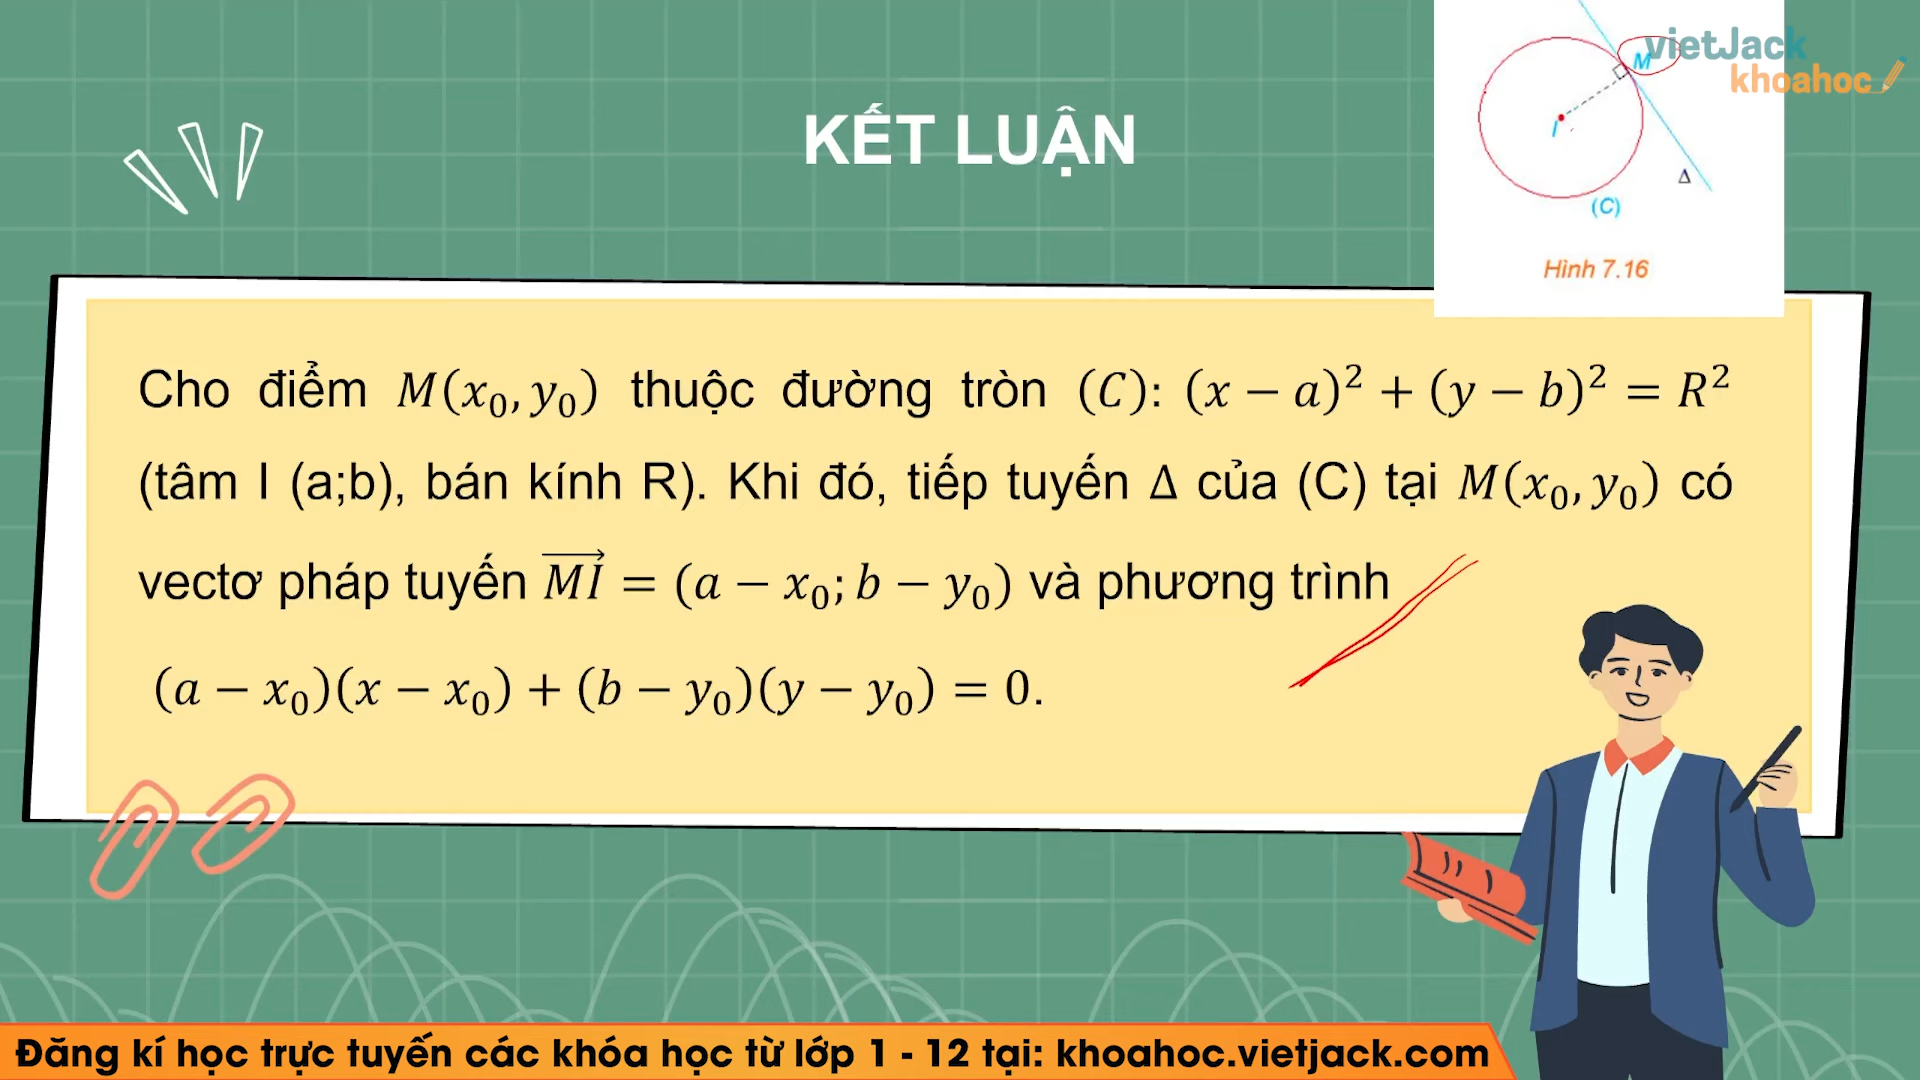 vietJack
khoahoc
M
I
Δ
(C)
Hình 7.16
KẾT LUẬN
Cho điểm M(x₀, y₀) thuộc đường tròn (C): (x − a)² + (y − b)² = R²
(tâm I (a;b), bán kính R). Khi đó, tiếp tuyến Δ của (C) tại M(x₀, y₀) có
vectơ pháp tuyến \overrightarrow{MI} = (a − x₀; b − y₀) và phương trình
(a − x₀)(x − x₀) + (b − y₀)(y − y₀) = 0.
Đăng kí học trực tuyến các khóa học từ lớp 1 - 12 tại: khoahoc.vietjack.com